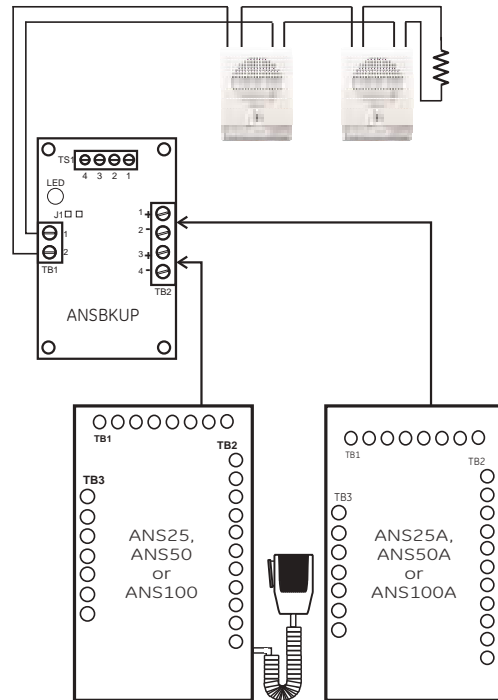 TS1
4 3 2 1
LED
J1
1
2
TB1
1 +
2 -
3 +
4 -
TB2
ANSBKUP
TB1
TB2
TB3
ANS25,
ANS50
or
ANS100
TB1
TB2
TB3
ANS25A,
ANS50A
or
ANS100A